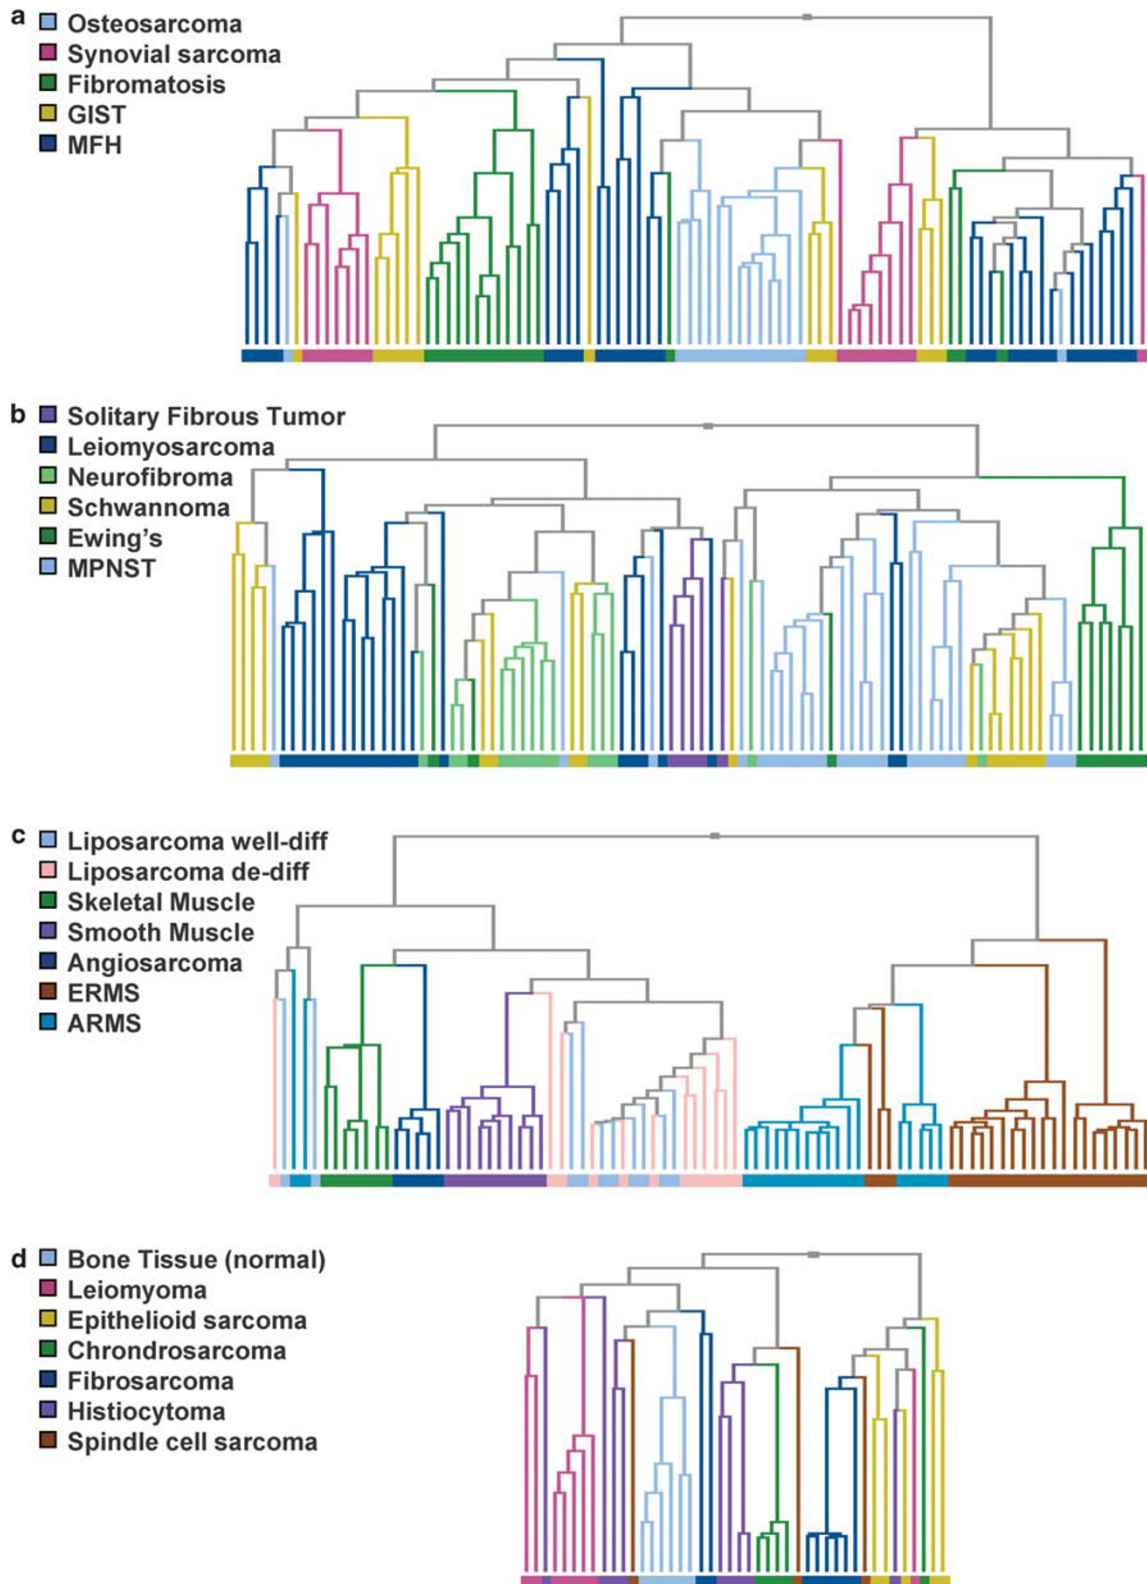 a
Osteosarcoma
Synovial sarcoma
Fibromatosis
GIST
MFH
b
Solitary Fibrous Tumor
Leiomyosarcoma
Neurofibroma
Schwannoma
Ewing's
MPNST
c
Liposarcoma well-diff
Liposarcoma de-diff
Skeletal Muscle
Smooth Muscle
Angiosarcoma
ERMS
ARMS
d
Bone Tissue (normal)
Leiomyoma
Epithelioid sarcoma
Chrondrosarcoma
Fibrosarcoma
Histiocytoma
Spindle cell sarcoma